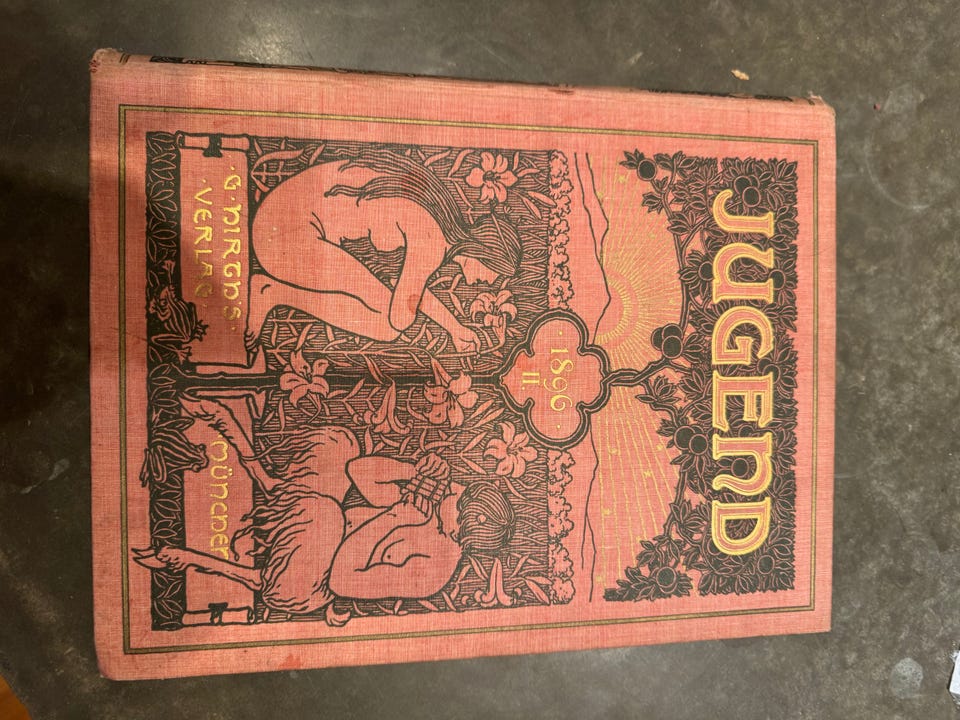 JUGEND
· 1896 ·
II.
· G · HIRTH'S ·
· VERLAG ·
MÜNCHEN